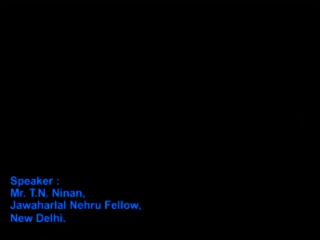 Speaker :
Mr. T.N. Ninan,
Jawaharlal Nehru Fellow,
New Delhi.